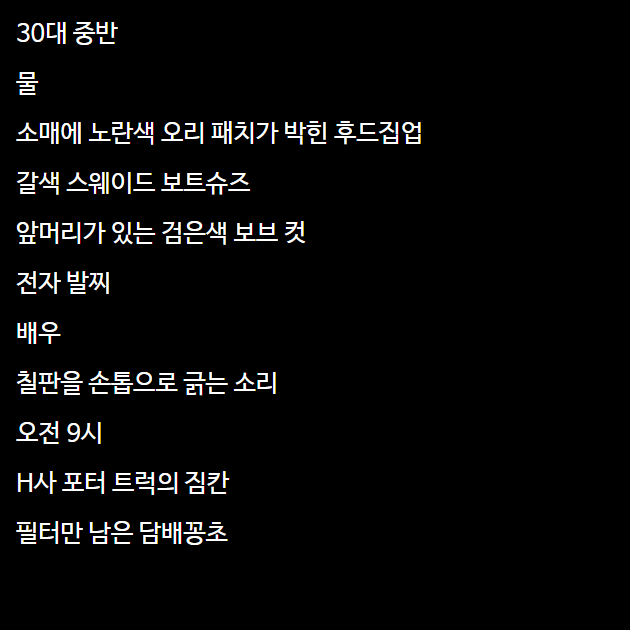 30대 중반
물
소매에 노란색 오리 패치가 박힌 후드집업
갈색 스웨이드 보트슈즈
앞머리가 있는 검은색 보브 컷
전자 발찌
배우
칠판을 손톱으로 긁는 소리
오전 9시
H사 포터 트럭의 짐칸
필터만 남은 담배꽁초